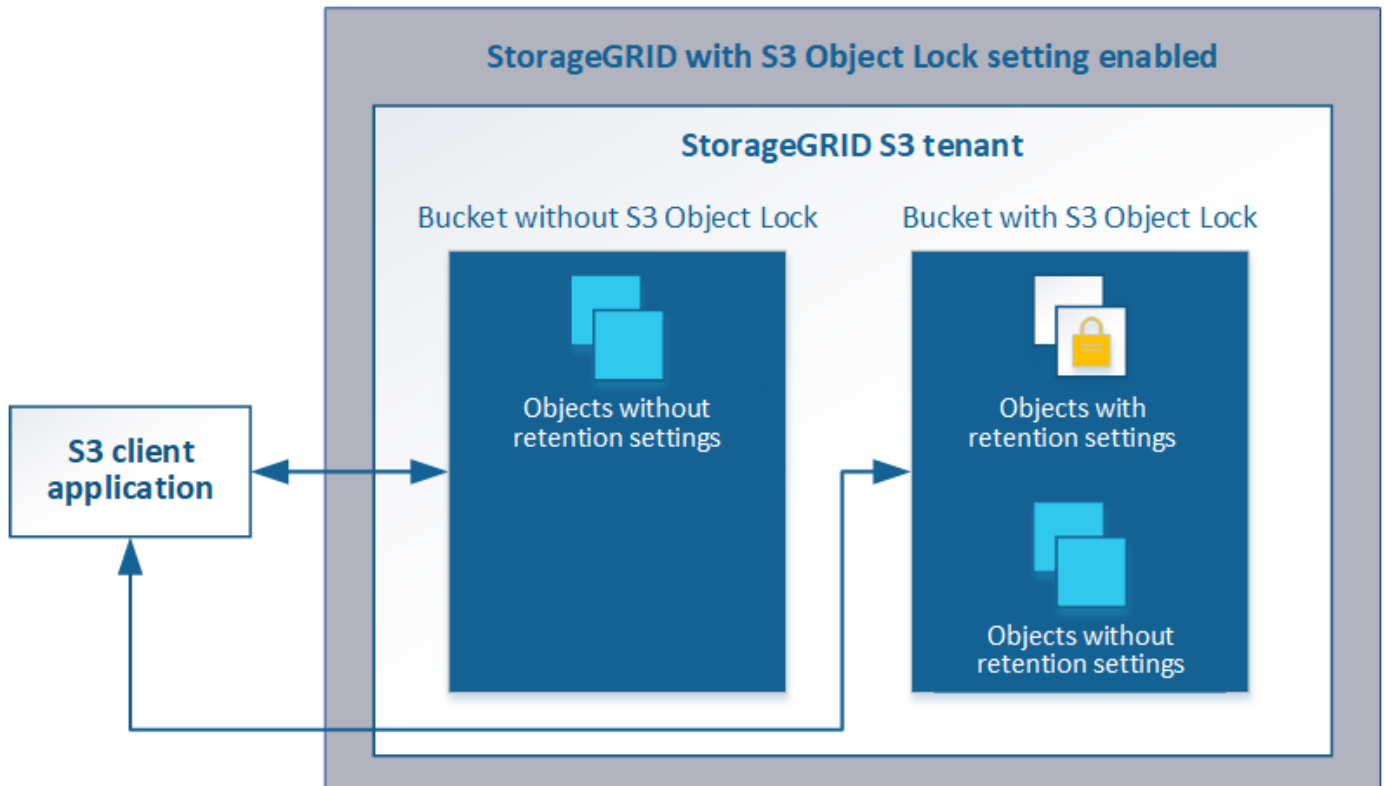 StorageGRID with S3 Object Lock setting enabled
StorageGRID S3 tenant
Bucket without S3 Object Lock
Bucket with S3 Object Lock
Objects without
retention settings
Objects with
retention settings
S3 client
application
Objects without
retention settings